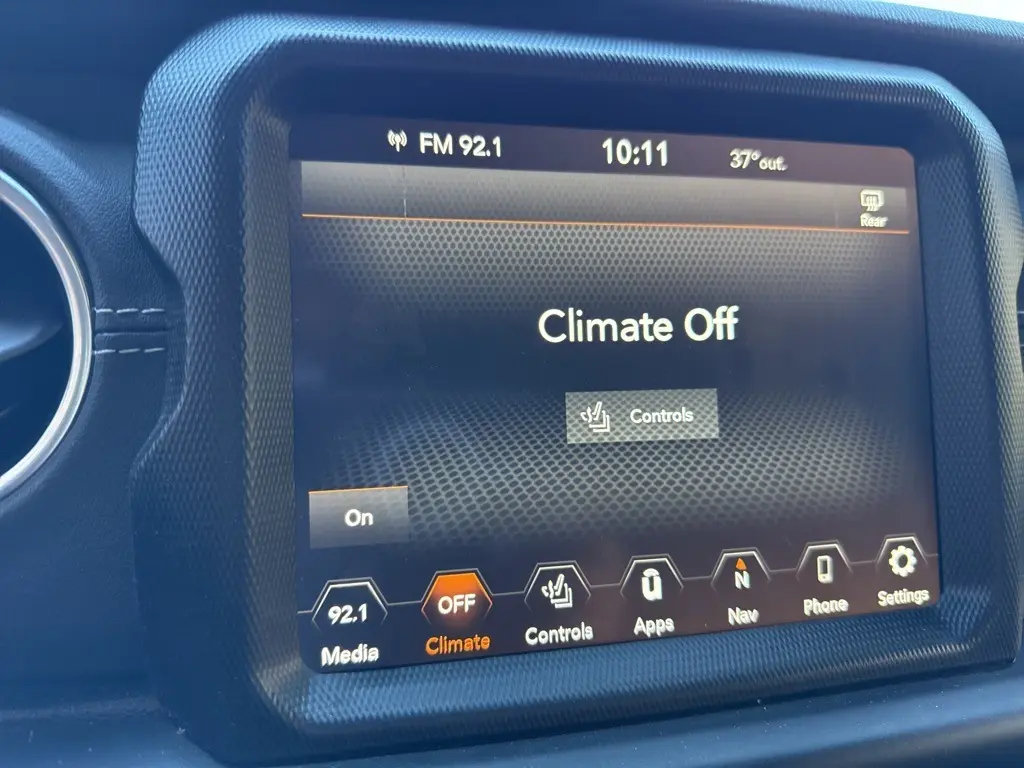 FM 92.1 10:11 37° out.
Rear
Climate Off
Controls
On
92.1 OFF U N
Media Climate Controls Apps Nav Phone Settings